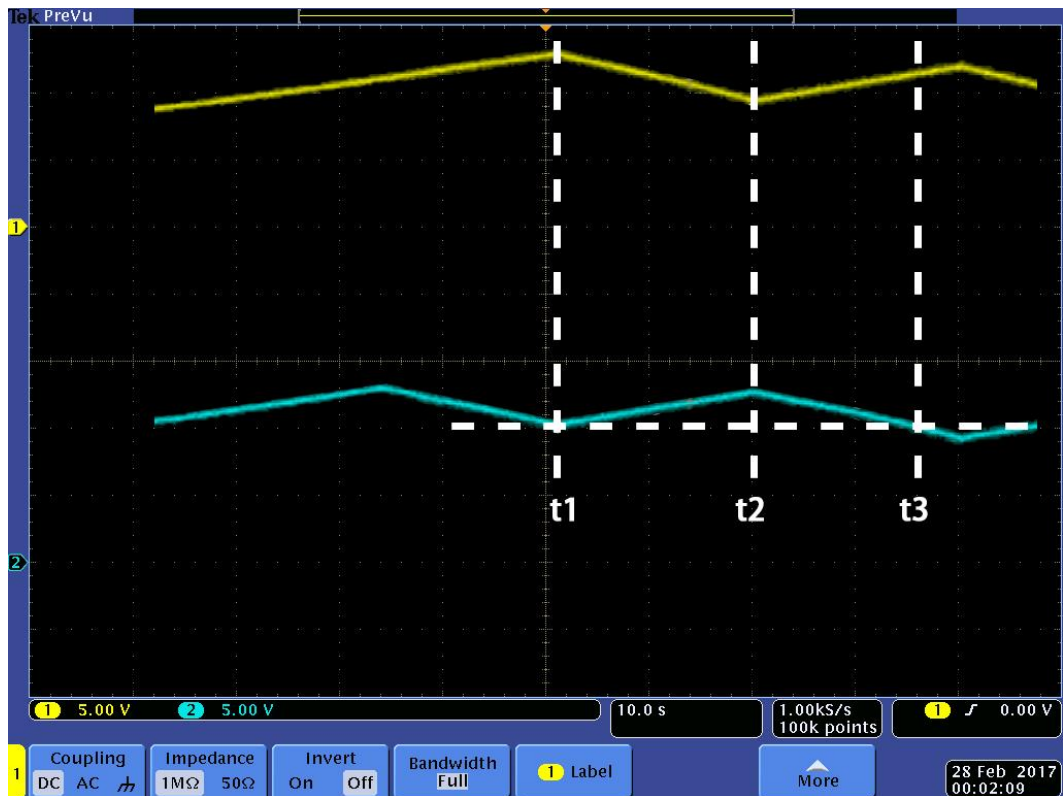 Tek PreVu
1
2
t1 t2 t3
1 5.00 V 2 5.00 V 10.0 s 1.00kS/s 1 0.00 V
100k points
1
Coupling
DC AC
Impedance
1MΩ 50Ω
Invert
On Off
Bandwidth
Full
1 Label
More
28 Feb 2017
00:02:09